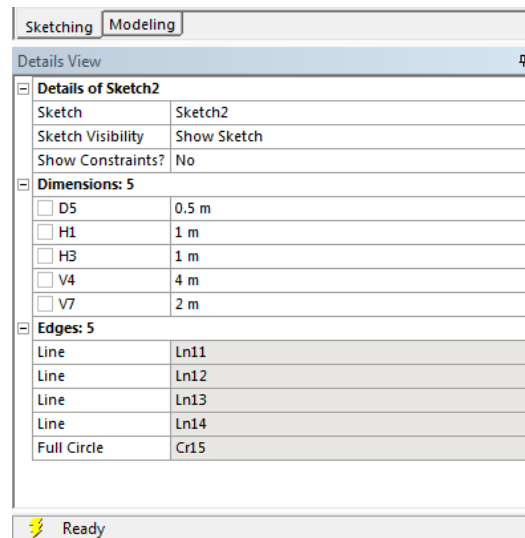 Sketching Modeling
Details View
Details of Sketch2
Sketch Sketch2
Sketch Visibility Show Sketch
Show Constraints? No
Dimensions: 5
D5 0.5 m
H1 1 m
H3 1 m
V4 4 m
V7 2 m
Edges: 5
Line Ln11
Line Ln12
Line Ln13
Line Ln14
Full Circle Cr15
Ready